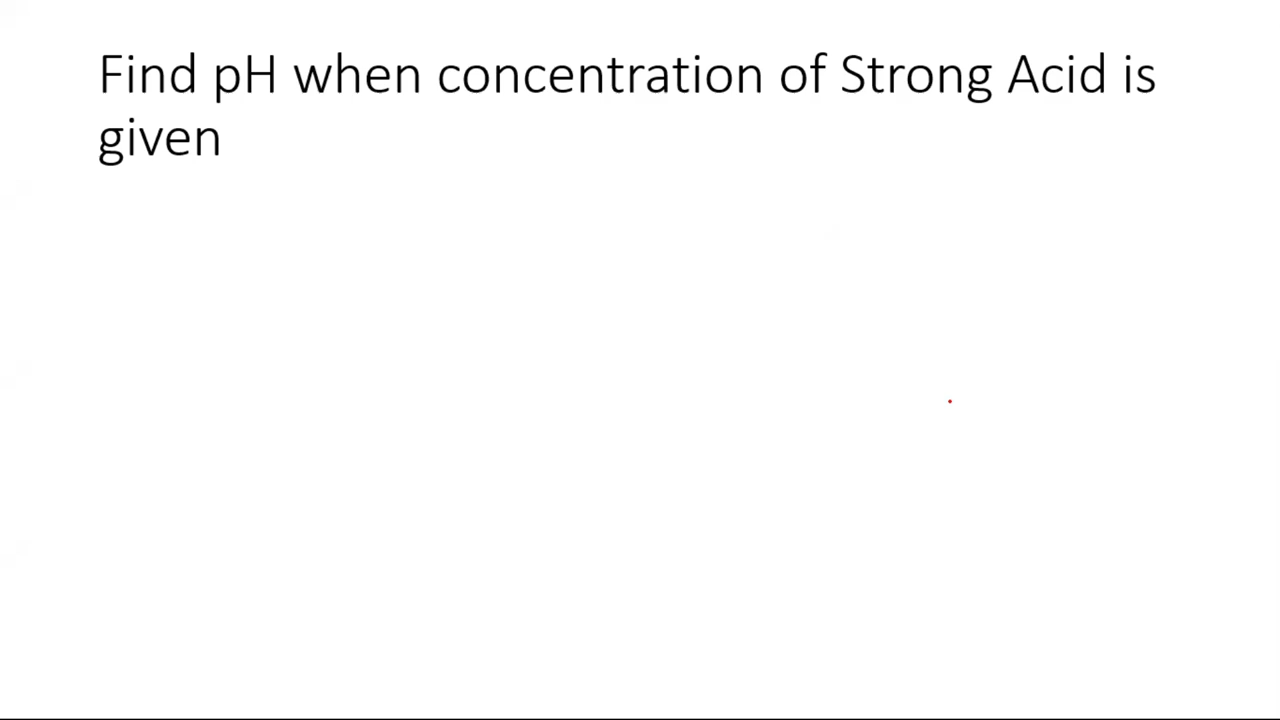 Find pH when concentration of Strong Acid is
given